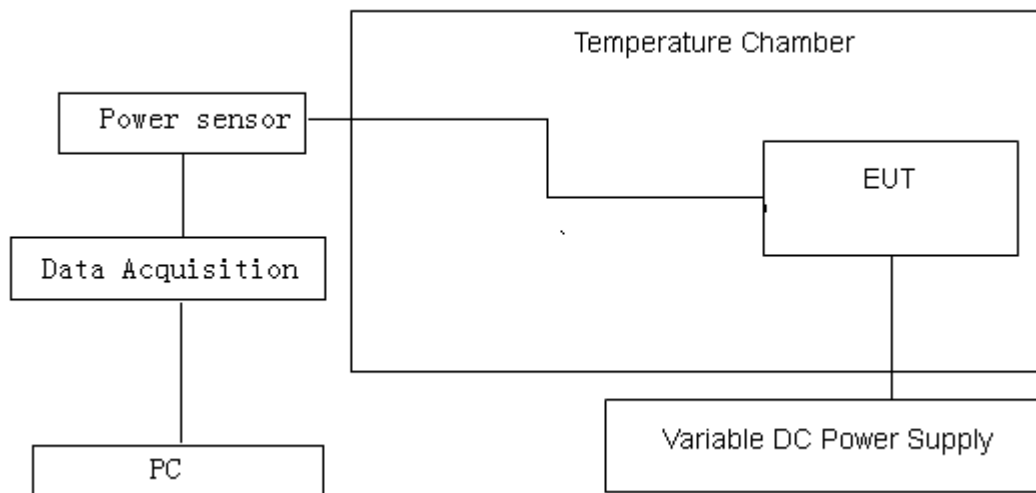 Temperature Chamber
Power sensor
EUT
Data Acquisition
Variable DC Power Supply
PC